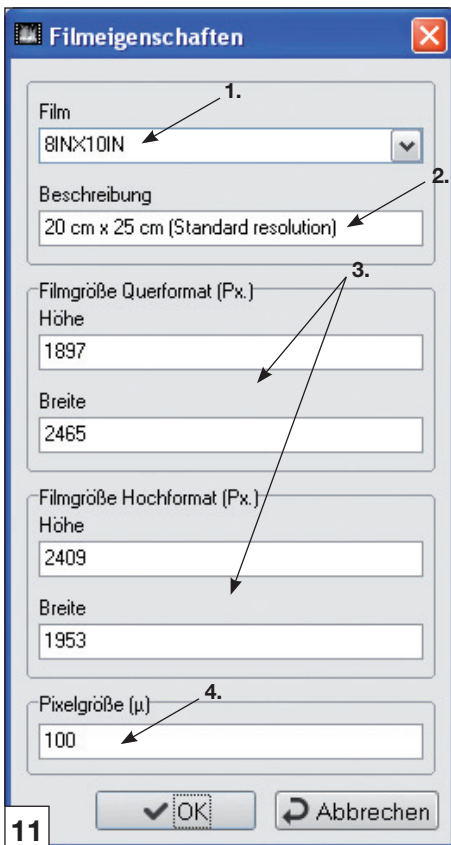 Filmeigenschaften
1.
Film
8INX10IN
2.
Beschreibung
20 cm x 25 cm (Standard resolution)
3.
Filmgröße Querformat (Px.)
Höhe
1897
Breite
2465
Filmgröße Hochformat (Px.)
Höhe
2409
Breite
1953
4.
Pixelgröße (µ)
100
OK Abbrechen
11